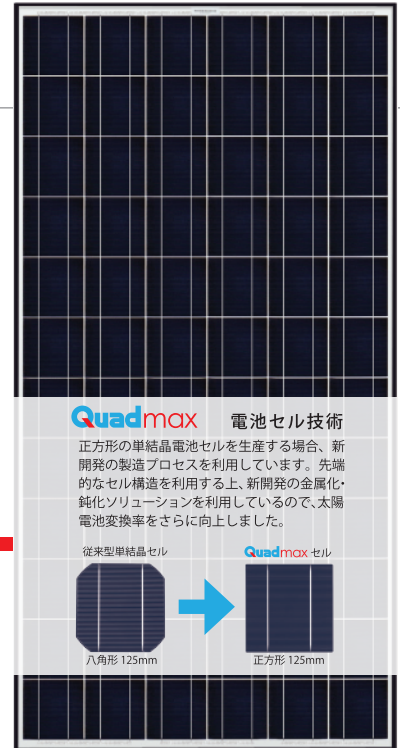 Quadmax 電池セル技術
正方形の単結晶電池セルを生産する場合、新
開発の製造プロセスを利用しています。先端
的なセル構造を利用する上、新開発の金属化・
鈍化ソリューションを利用しているので、太陽
電池変換率をさらに向上しました。
従来型単結晶セル
Quadmax セル
八角形 125mm
正方形 125mm